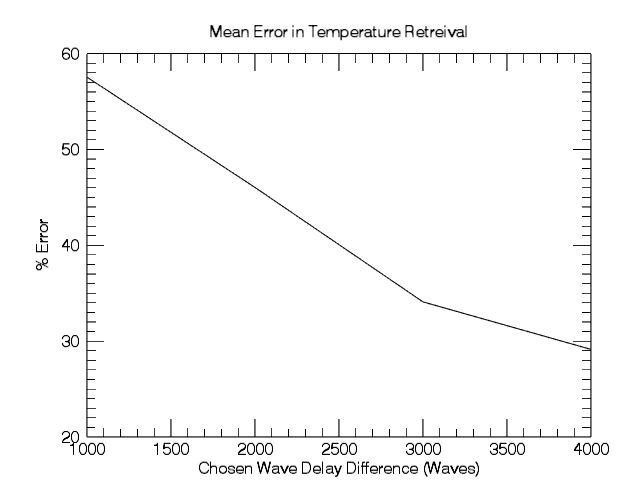 Mean Error in Temperature Retreival
60
50
40
30
20
% Error
1000 1500 2000 2500 3000 3500 4000
Chosen Wave Delay Difference (Waves)